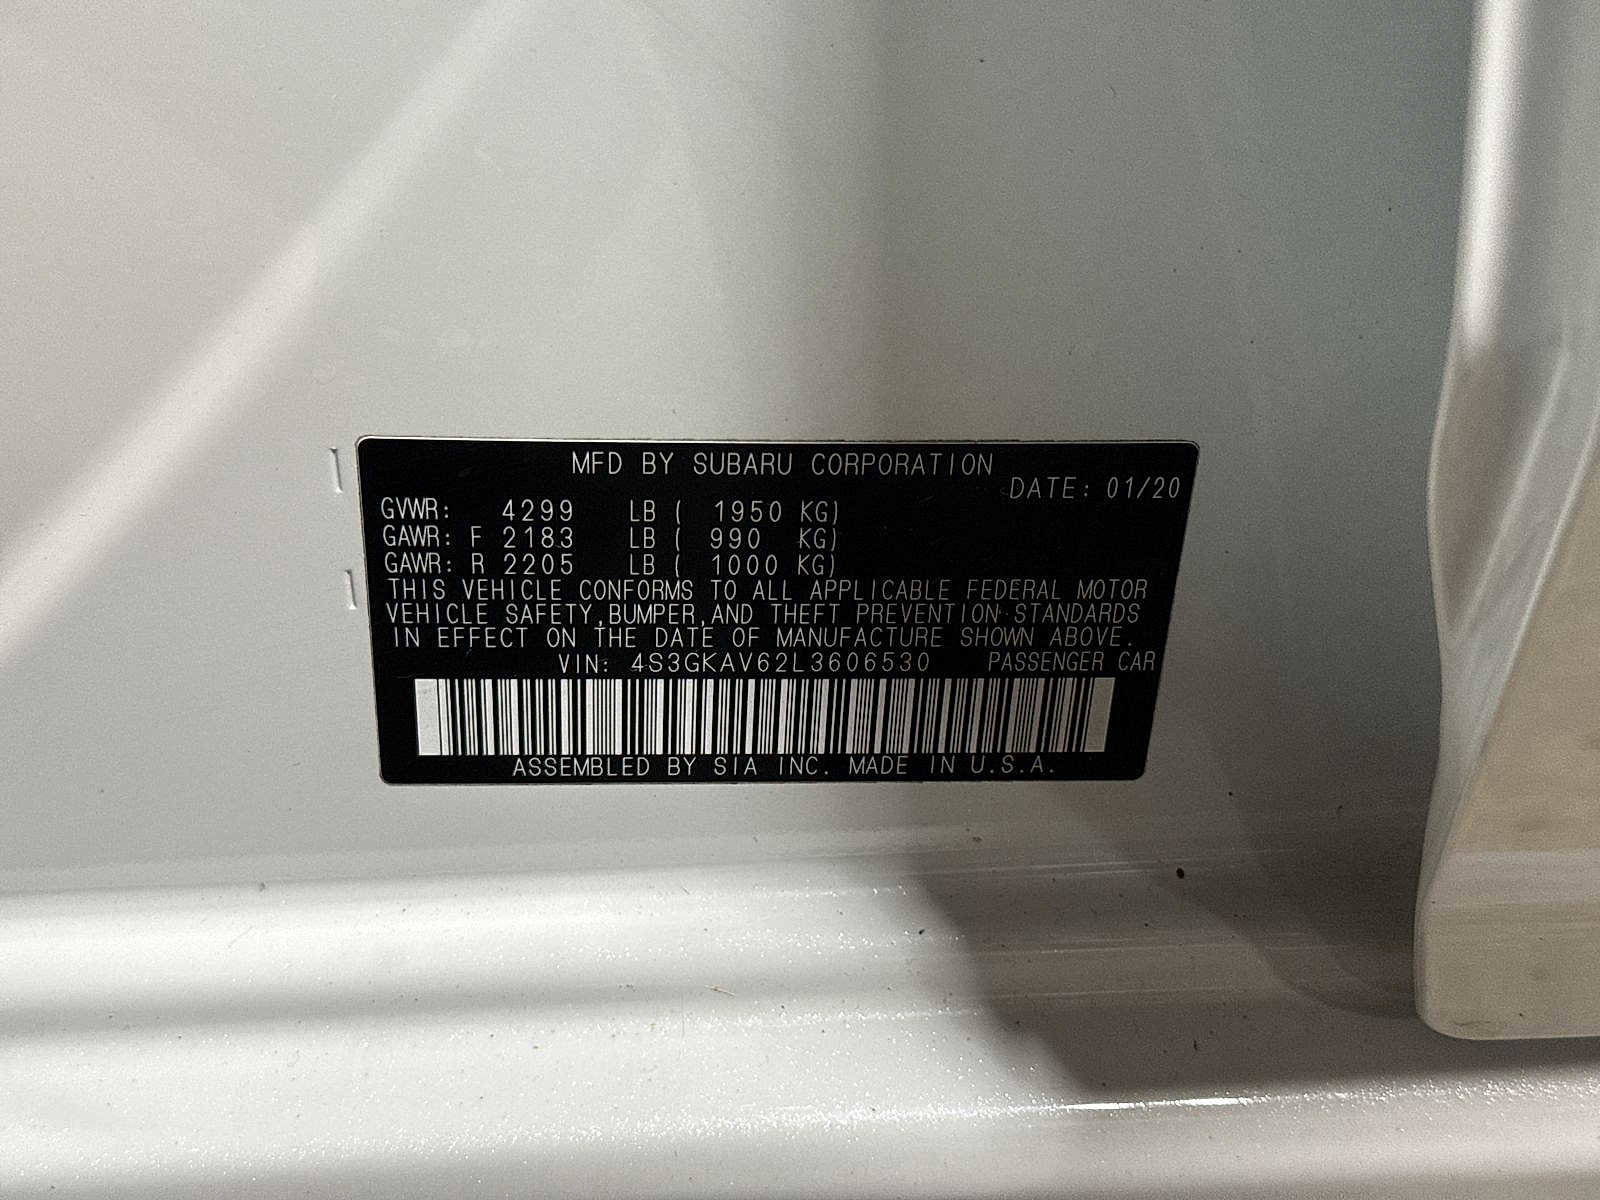 MFD BY SUBARU CORPORATION
DATE: 01/20
GVWR: 4299 LB ( 1950 KG)
GAWR: F 2183 LB ( 990 KG)
GAWR: R 2205 LB ( 1000 KG)
THIS VEHICLE CONFORMS TO ALL APPLICABLE FEDERAL MOTOR
VEHICLE SAFETY,BUMPER,AND THEFT PREVENTION STANDARDS
IN EFFECT ON THE DATE OF MANUFACTURE SHOWN ABOVE.
VIN: 4S3GKAV62L3606530 PASSENGER CAR
ASSEMBLED BY SIA INC. MADE IN U.S.A.